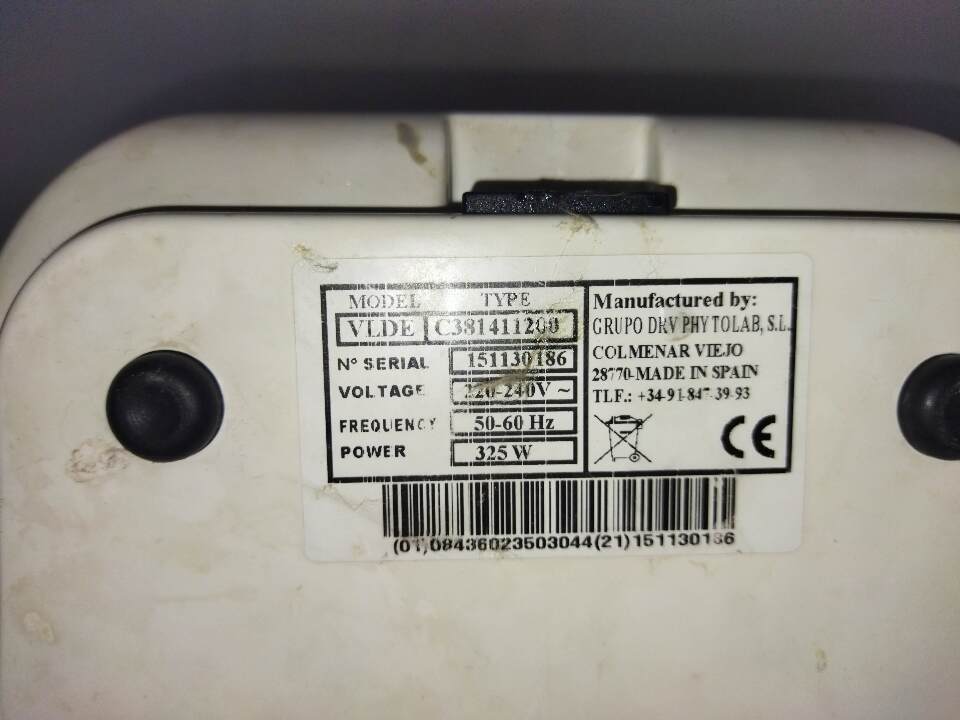 MODEL TYPE
VLDE C381411200
Nº SERIAL 151130186
VOLTAGE 220-240V ~
FREQUENCY 50-60 Hz
POWER 325 W
Manufactured by:
GRUPO DRV PHYTOLAB, S.L.
COLMENAR VIEJO
28770-MADE IN SPAIN
TLF.: +34-91-847-39-93
CE
(01)08436023503044(21)151130186